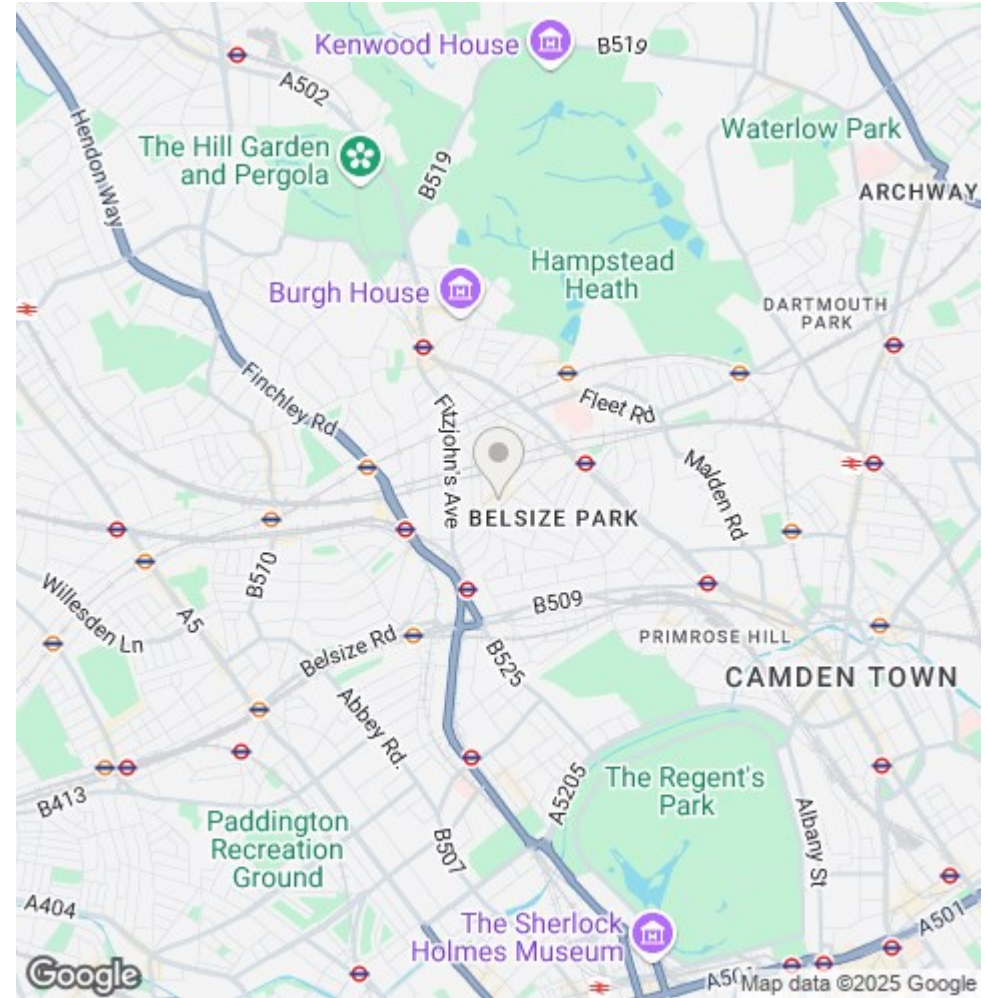 Kenwood House
B519
A502
Waterlow Park
The Hill Garden
and Pergola
Hendon Way
B519
ARCHWAY
Hampstead
Heath
Burgh House
DARTMOUTH
PARK
Finchley Rd
Fitzjohn's Ave
Fleet Rd
Malden Rd
BELSIZE PARK
B510
Willesden Ln
A5
B509
Belsize Rd
PRIMROSE HILL
B525
CAMDEN TOWN
Abbey Rd.
The Regent's
Park
A5205
B413
Paddington
Recreation
Ground
B507
Albany St
A404
The Sherlock
Holmes Museum
A501
Google
Map data ©2025 Google